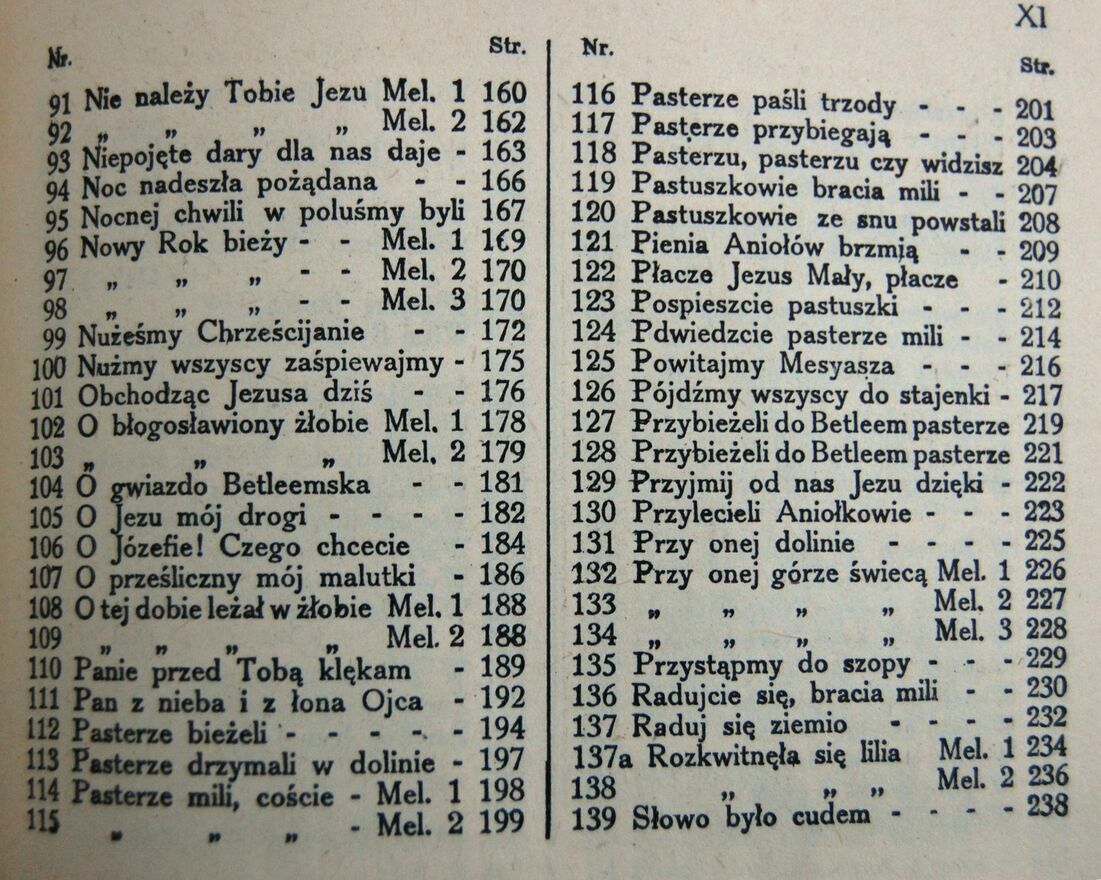 XI
Nr. Str.
91 Nie należy Tobie Jezu Mel. 1 160
92 „ „ „ „ Mel. 2 162
93 Niepojęte dary dla nas daje - 163
94 Noc nadeszła pożądana - - 166
95 Nocnej chwili w poluśmy byli 167
96 Nowy Rok bieży - - Mel. 1 169
97 „ „ „ - - Mel. 2 170
98 „ „ „ - - Mel. 3 170
99 Nużeśmy Chrześcijanie - - 172
100 Nużmy wszyscy zaśpiewajmy - 175
101 Obchodząc Jezusa dziś - - 176
102 O błogosławiony żłobie Mel. 1 178
103 „ „ „ Mel. 2 179
104 O gwiazdo Betleemska - - 181
105 O Jezu mój drogi - - - - 182
106 O Józefie! Czego chcecie - 184
107 O prześliczny mój malutki - 186
108 O tej dobie leżał w żłobie Mel. 1 188
109 „ „ „ „ Mel. 2 188
110 Panie przed Tobą klękam - 189
111 Pan z nieba i z łona Ojca - 192
112 Pasterze bieżeli - - - - - 194
113 Pasterze drzymali w dolinie - 197
114 Pasterze mili, coście - Mel. 1 198
115 „ „ „ - Mel. 2 199
Nr. Str.
116 Pasterze paśli trzody - - - 201
117 Pasterze przybiegają - - - 203
118 Pasterzu, pasterzu czy widzisz 204
119 Pastuszkowie bracia mili - - 207
120 Pastuszkowie ze snu powstali 208
121 Pienia Aniołów brzmią - - 209
122 Płacze Jezus Mały, płacze - 210
123 Pospieszcie pastuszki - - - 212
124 Pdwiedzcie pasterze mili - - 214
125 Powitajmy Mesyasza - - - 216
126 Pójdźmy wszyscy do stajenki - 217
127 Przybieżeli do Betleem pasterze 219
128 Przybieżeli do Betleem pasterze 221
129 Przyjmij od nas Jezu dzięki - 222
130 Przylecieli Aniołkowie - - - 223
131 Przy onej dolinie - - - - 225
132 Przy onej górze świecą Mel. 1 226
133 „ „ „ „ Mel. 2 227
134 „ „ „ „ Mel. 3 228
135 Przystąpmy do szopy - - - 229
136 Radujcie się, bracia mili - - 230
137 Raduj się ziemio - - - - 232
137a Rozkwitnęła się lilia Mel. 1 234
138 „ „ „ Mel. 2 236
139 Słowo było cudem - - - - 238